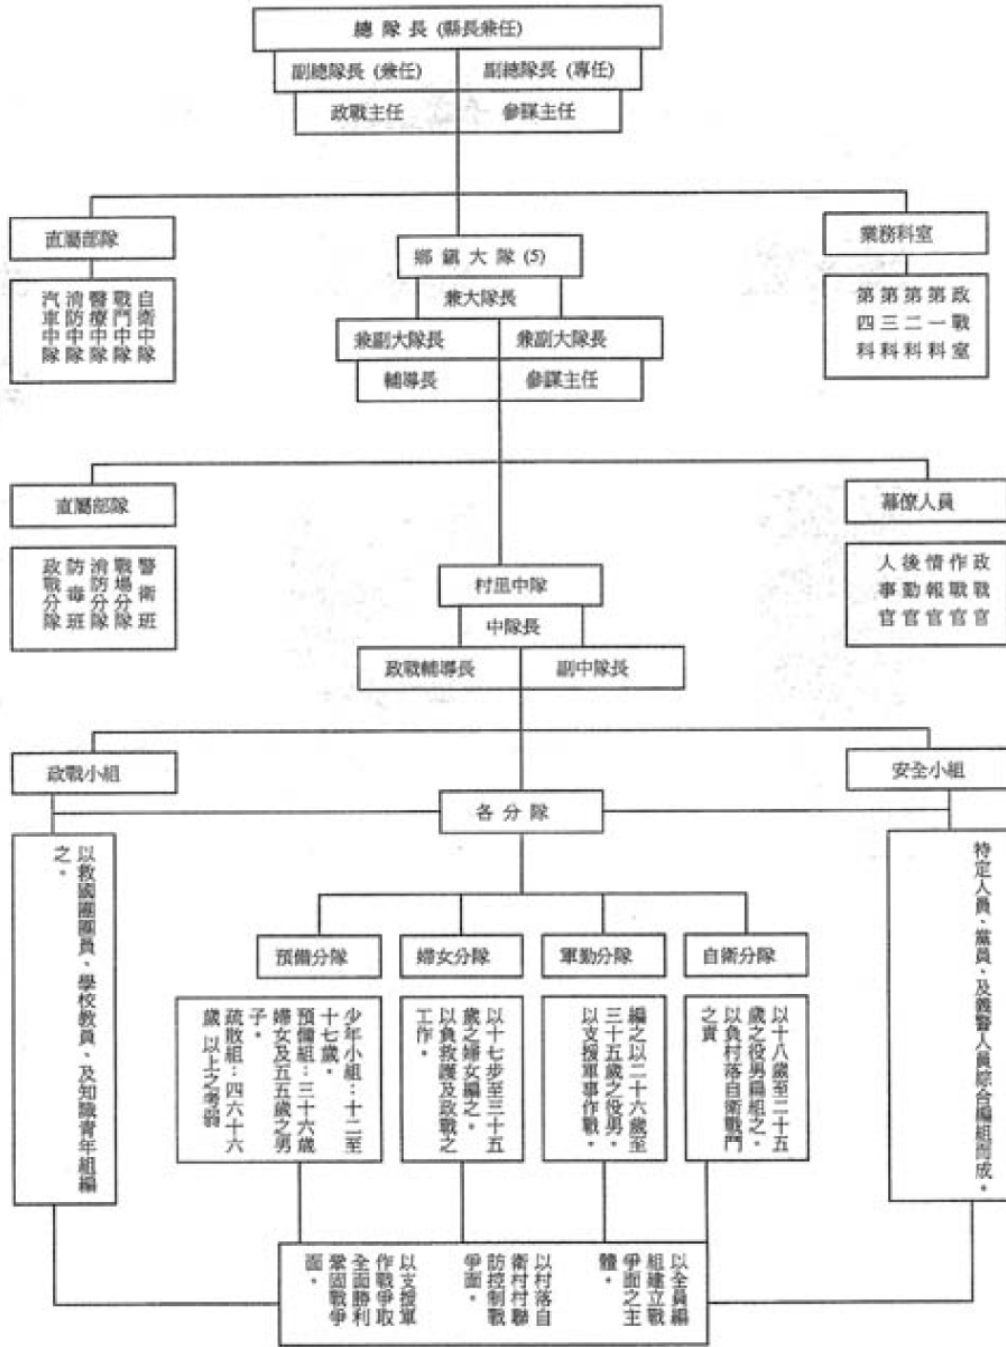 總隊長(縣長兼任)
副總隊長(兼任)
副總隊長(專任)
政戰主任
參謀主任
直屬部隊
鄉鎮大隊(5)
業務科室
自衛中隊
戰鬥中隊
醫療中隊
消防中隊
汽車中隊
兼大隊長
兼副大隊長
兼副大隊長
輔導長
參謀主任
政戰室
第一科
第二科
第三科
第四科
直屬部隊
幕僚人員
警衛班
戰場分隊
消防分隊
防毒班
政戰分隊
村里中隊
中隊長
政戰輔導長
副中隊長
政戰官
作戰官
情報官
後勤官
人事官
政戰小組
安全小組
各分隊
以救國團團員、學校教員、及知識青年組編
之。
特定人員、黨員、及義警人員綜合編組而成。
預備分隊
婦女分隊
軍勤分隊
自衛分隊
少年小組:十二至
十七歲。
預備組:三十六歲
婦女及五五歲之男
子。
疏散組:四六十六
歲 以上之老弱
以十七步至三十五
歲之婦女編之。
以負救護及政戰之
工作。
編之以二十六歲至
三十五歲之役男。
以支援軍事作戰。
以十八歲至二十五
歲之役男扁組之。
以負村落自衛戰鬥
之責
以全員編
組建立戰
爭面之主
體。
以村落自
衛村村聯
防控制戰
爭面。
以支援軍
作戰爭取
全面勝利
鞏固戰爭
面。